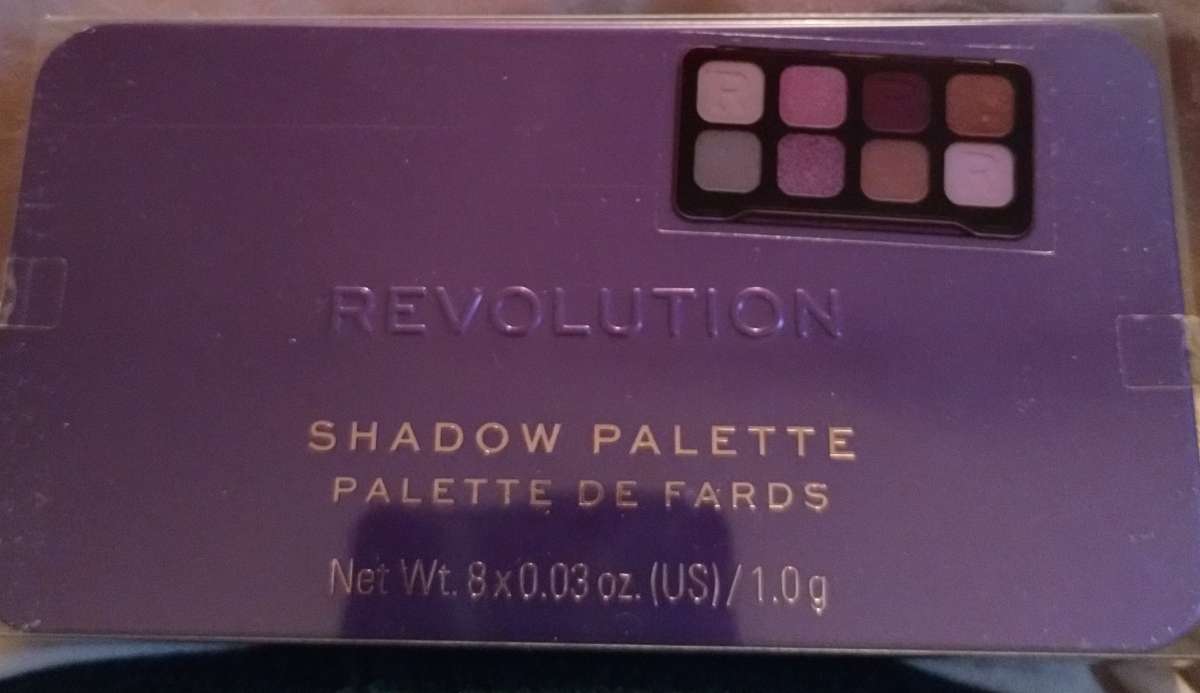 R
R
REVOLUTION
SHADOW PALETTE
PALETTE DE FARDS
Net Wt. 8 x 0.03 oz. (US) / 1.0 g